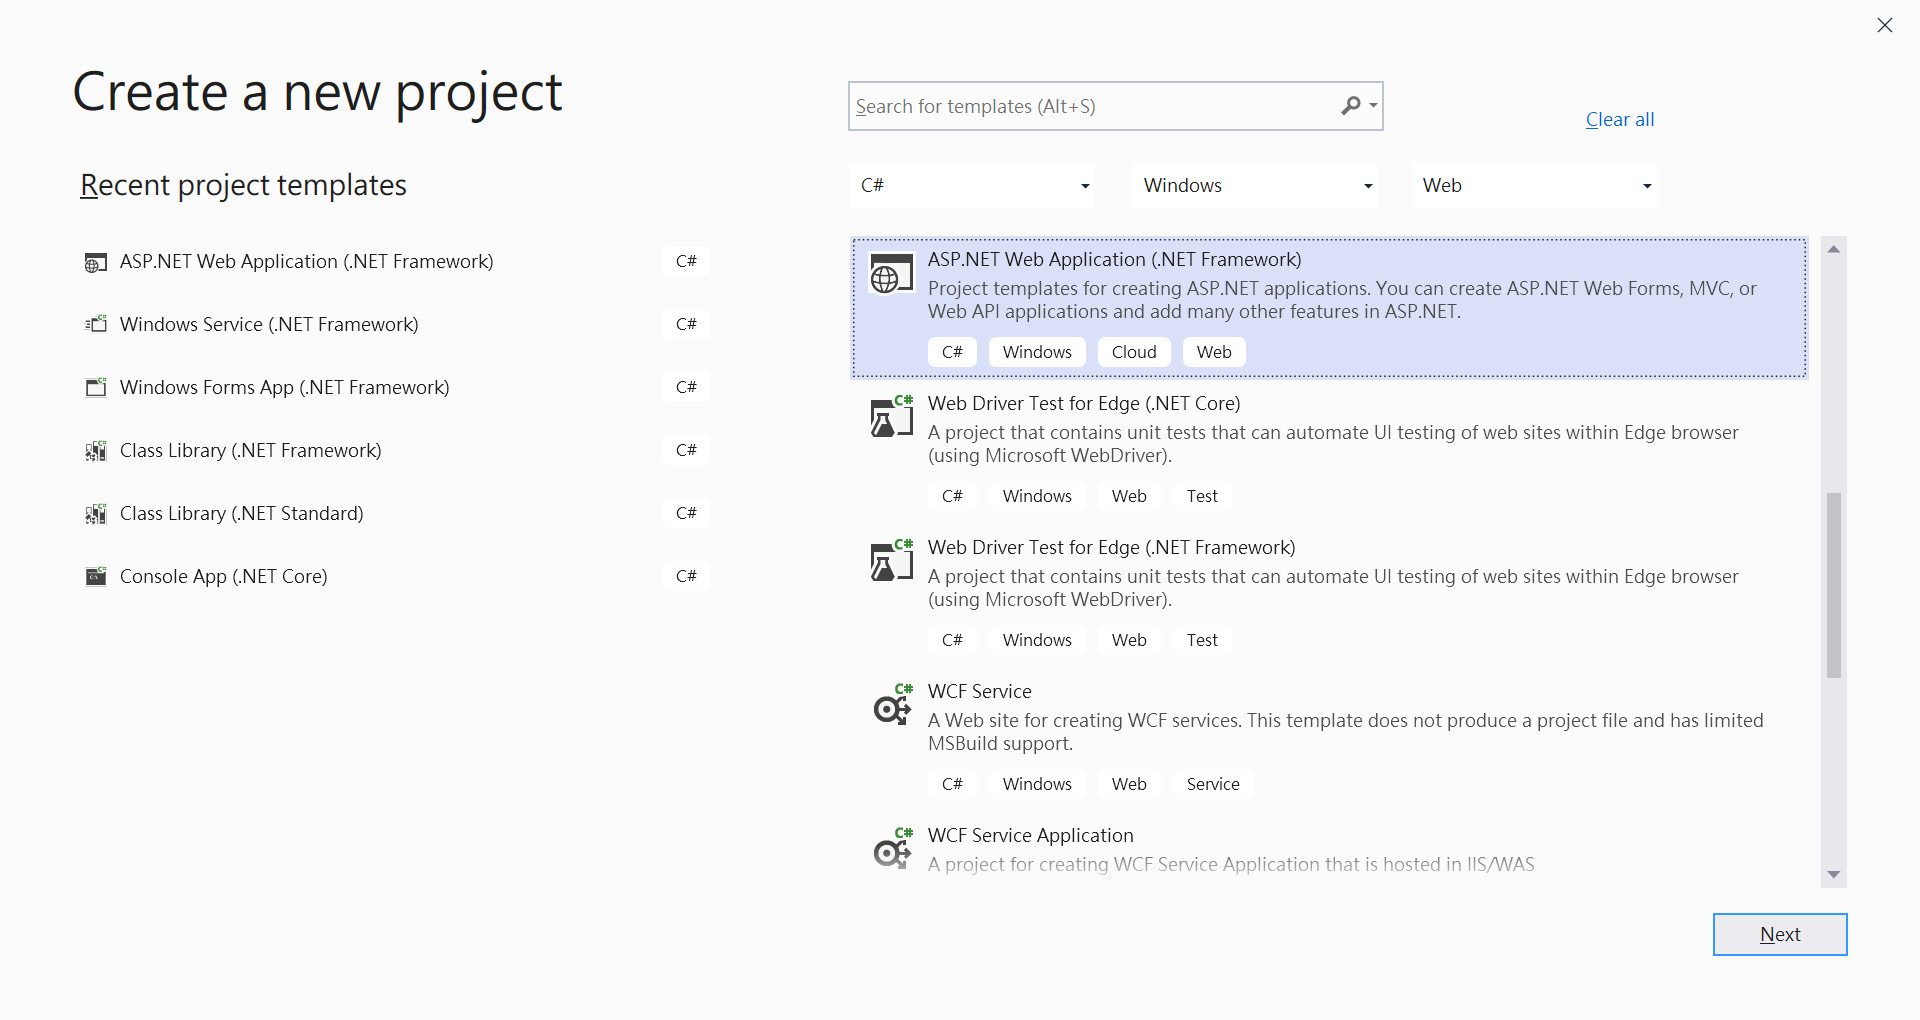 Create a new project
Search for templates (Alt+S)
Clear all
Recent project templates
C#
Windows
Web
ASP.NET Web Application (.NET Framework)
C#
Windows Service (.NET Framework)
C#
Windows Forms App (.NET Framework)
C#
Class Library (.NET Framework)
C#
Class Library (.NET Standard)
C#
Console App (.NET Core)
C#
ASP.NET Web Application (.NET Framework)
Project templates for creating ASP.NET applications. You can create ASP.NET Web Forms, MVC, or
Web API applications and add many other features in ASP.NET.
C# Windows Cloud Web
C#
Web Driver Test for Edge (.NET Core)
A project that contains unit tests that can automate UI testing of web sites within Edge browser
(using Microsoft WebDriver).
C# Windows Web Test
C#
Web Driver Test for Edge (.NET Framework)
A project that contains unit tests that can automate UI testing of web sites within Edge browser
(using Microsoft WebDriver).
C# Windows Web Test
C#
WCF Service
A Web site for creating WCF services. This template does not produce a project file and has limited
MSBuild support.
C# Windows Web Service
C#
WCF Service Application
A project for creating WCF Service Application that is hosted in IIS/WAS
Next